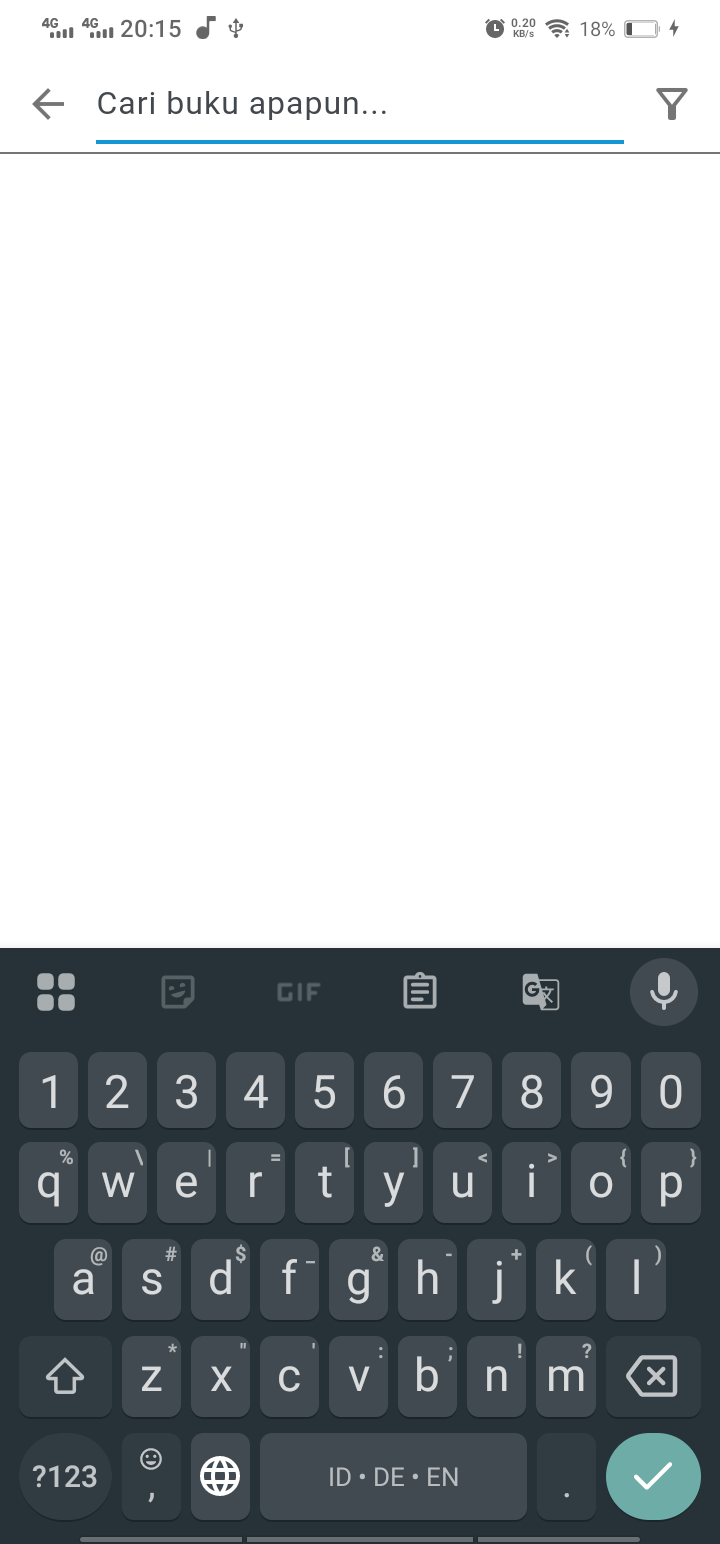 4G 4G 20:15 0.20 KB/s 18%
Cari buku apapun...
GIF G 文
1 2 3 4 5 6 7 8 9 0
% \ | = [ ] < > { }
q w e r t y u i o p
@ # $ _ & - + ( )
a s d f g h j k l
* " ' : ; ! ?
z x c v b n m
?123 , ID • DE • EN .